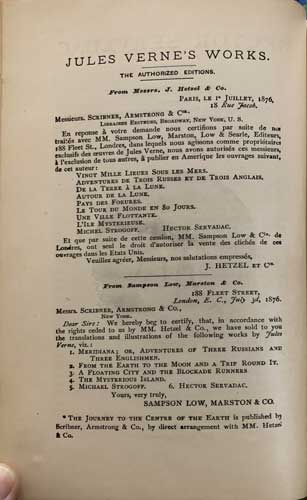 JULES VERNE'S WORKS.
THE AUTHORIZED EDITIONS.
From Messrs. J. Hetzel & Co.
PARIS, LE 1er JUILLET, 1876,
18 Rue Jacob.
Messieurs. SCRIBNER, ARMSTRONG & Cie.
LIBRAIRES EDITEURS, BROADWAY, NEW YORK, U. S.
En reponse à votre demande nous certifions par suite de nos
traités avec MM. Sampson Low, Marston, Low & Searle, Editeurs,
188 Fleet St., Londres, dans lequels nous agissons comme propriétaires
exclusifs des œuvres de Jules Verne, nous avons autorisés ces messieurs,
à l'exclusion de tous autres, à publier en Amerique les ouvrages suivant,
de cet auteur:
VINGT MILLE LIEUES SOUS LES MERS.
ADVENTURES DE TROIS RUSSES ET DE TROIS ANGLAIS.
DE LA TERRE À LA LUNE.
AUTOUR DE LA LUNE.
PAYS DES FORURES.
LE TOUR DU MONDE EN 80 JOURS.
UNE VILLE FLOTTANTE.
L'ILE MYSTERIEUSE.
MICHEL STROGOFF. HECTOR SERVADAC.
Et que par suite de cette cession, MM. Sampson Low & Cie. de
Londres, ont seul le droit d'autoriser la vente des clichés de ces
ouvrages dans les Etats Unis.
Veuillez agréer, Messieurs, nos salutations empressés,
J. HETZEL ET Cie.
From Sampson Low, Marston & Co.
188 FLEET STREET,
London, E. C., July 3d, 1876.
Messrs. SCRIBNER, ARMSTRONG & CO.,
NEW YORK.
Dear Sirs: We hereby beg to certify, that, in accordance with
the rights ceded to us by MM. Hetzel & Co., we have sold to you
the translations and illustrations of the following works by Jules
Verne, viz. :
1. MERIDIANA; OR, ADVENTURES OF THREE RUSSIANS AND
THREE ENGLISHMEN.
2. FROM THE EARTH TO THE MOON AND A TRIP ROUND IT.
3. A FLOATING CITY AND THE BLOCKADE RUNNERS.
4. THE MYSTERIOUS ISLAND.
5. MICHAEL STROGOFF. 6. HECTOR SERVADAC.
Yours, very truly,
SAMPSON LOW, MARSTON & CO.
* THE JOURNEY TO THE CENTRE OF THE EARTH is published by
Scribner, Armstrong & Co., by direct arrangement with MM. Hetzel
& Co.